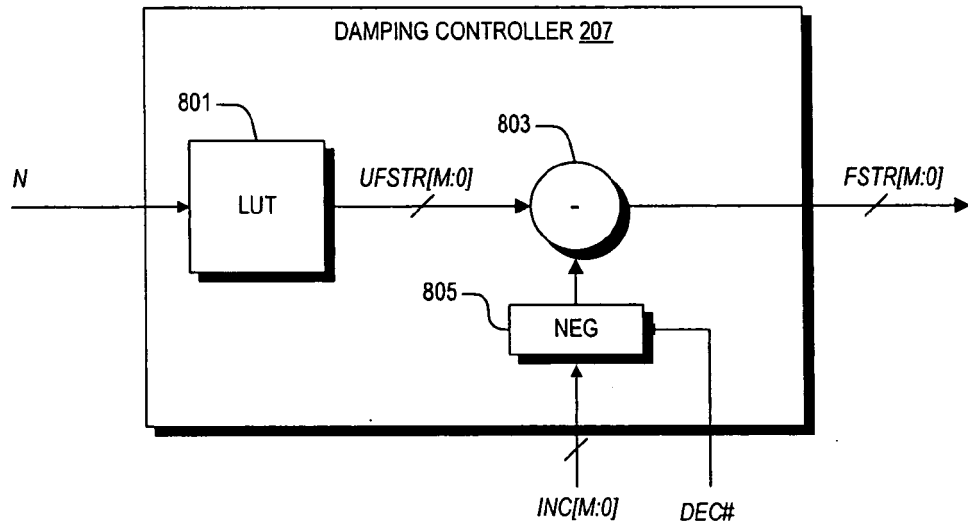 DAMPING CONTROLLER 207
801
803
N
LUT
UFSTR[M:0]
-
FSTR[M:0]
805
NEG
INC[M:0]
DEC#